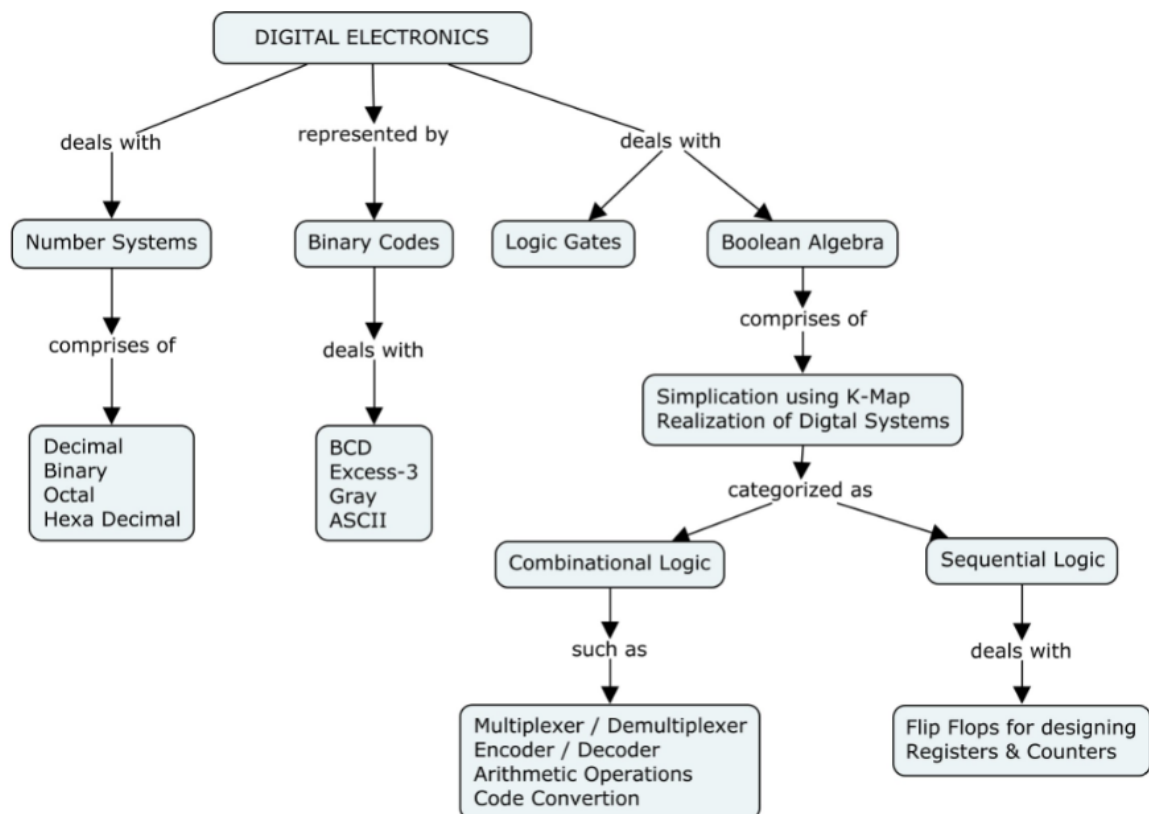 DIGITAL ELECTRONICS
deals with
represented by
deals with
Number Systems
Binary Codes
Logic Gates
Boolean Algebra
comprises of
deals with
comprises of
Simplication using K-Map
Realization of Digtal Systems
Decimal
Binary
Octal
Hexa Decimal
BCD
Excess-3
Gray
ASCII
categorized as
Combinational Logic
Sequential Logic
such as
deals with
Multiplexer / Demultiplexer
Encoder / Decoder
Arithmetic Operations
Code Convertion
Flip Flops for designing
Registers & Counters